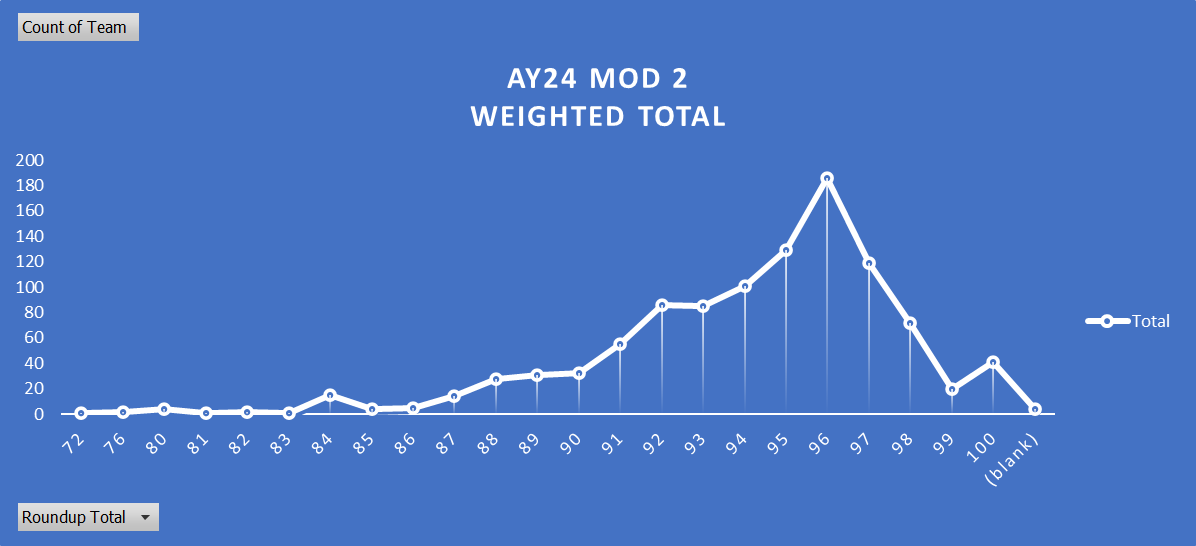 Count of Team
AY24 MOD 2
WEIGHTED TOTAL
200
180
160
140
120
100
80
60
40
20
0
72 76 80 81 82 83 84 85 86 87 88 89 90 91 92 93 94 95 96 97 98 99 100 (blank)
Total
Roundup Total